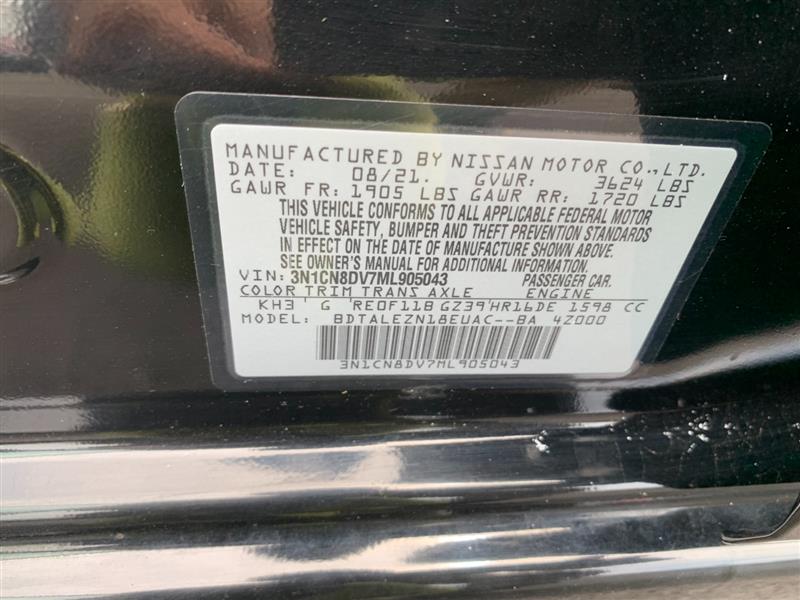 MANUFACTURED BY NISSAN MOTOR CO.,LTD.
DATE: 08/21. GVWR: 3624 LBS
GAWR FR: 1905 LBS GAWR RR: 1720 LBS
THIS VEHICLE CONFORMS TO ALL APPLICABLE FEDERAL MOTOR
VEHICLE SAFETY, BUMPER AND THEFT PREVENTION STANDARDS
IN EFFECT ON THE DATE OF MANUFACTURE SHOWN ABOVE.
SEE OWNER'S MANUAL FOR ADDITIONAL INFORMATION.
VIN: 3N1CN8DV7ML905043 PASSENGER CAR.
COLOR TRIM TRANS AXLE ENGINE
KH3 ' G 'RE0F11B GZ39'HR16DE 1598 CC
MODEL: BDTALEZN18EUAC--BA 4Z000
3N1CN8DV7ML905043